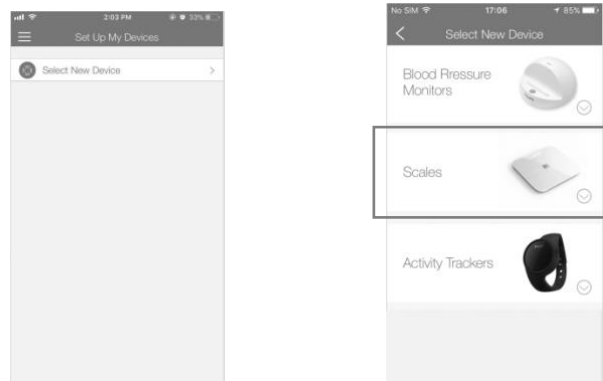 2:03 PM
33%
Set Up My Devices
Select New Device
No SIM
17:06
85%
Select New Device
Blood Rressure
Monitors
Scales
Activity Trackers